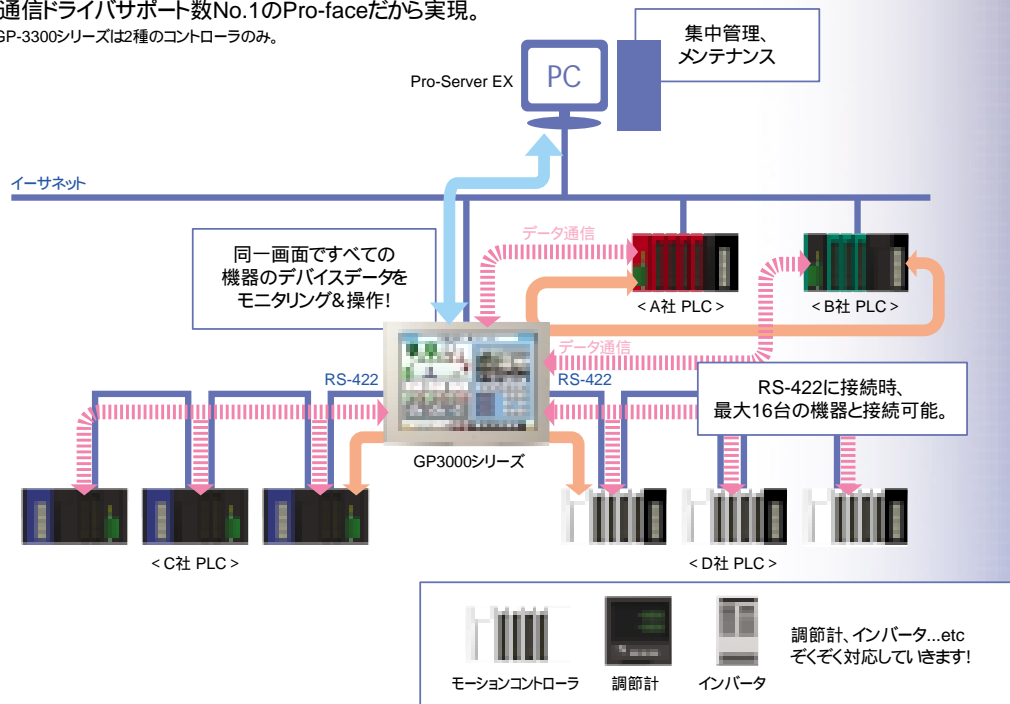 通信ドライバサポート数No.1のPro-faceだから実現。
GP-3300シリーズは2種のコントローラのみ。
集中管理、
メンテナンス
Pro-Server EX
PC
イーサネット
データ通信
同一画面ですべての
機器のデバイスデータを
モニタリング&操作!
<A社 PLC>
<B社 PLC>
データ通信
RS-422
RS-422
RS-422に接続時、
最大16台の機器と接続可能。
GP3000シリーズ
<C社 PLC>
<D社 PLC>
調節計、インバータ...etc
ぞくぞく対応していきます!
モーションコントローラ
調節計
インバータ